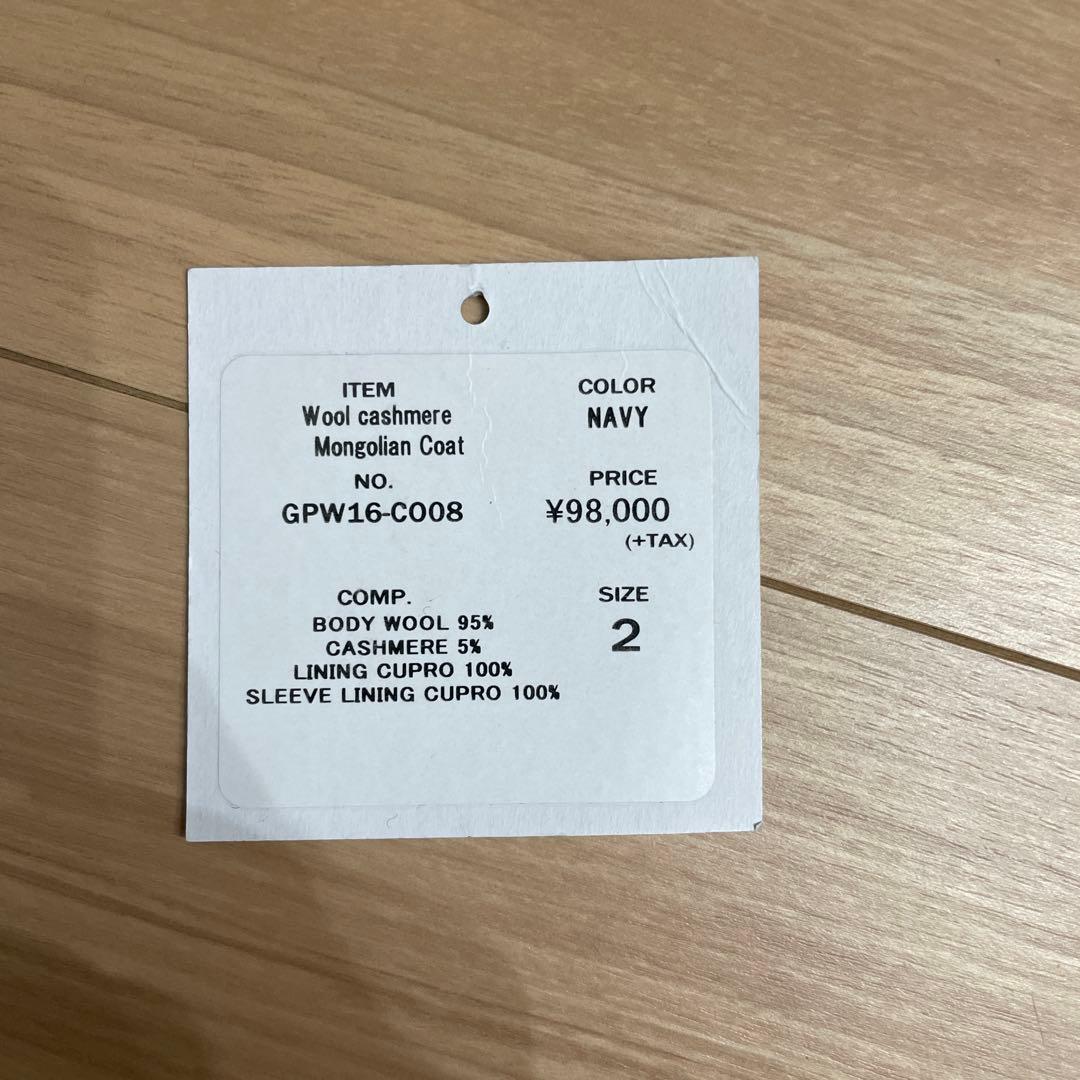 ITEM
Wool cashmere
Mongolian Coat
NO.
GPW16-C008
COLOR
NAVY
PRICE
¥98,000
(+TAX)
COMP.
BODY WOOL 95%
CASHMERE 5%
LINING CUPRO 100%
SLEEVE LINING CUPRO 100%
SIZE
2